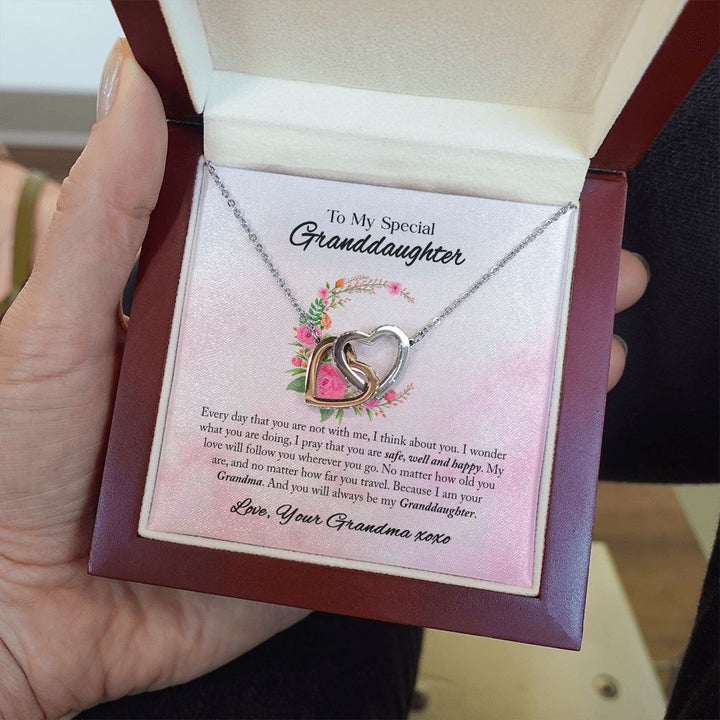 To My Special
Granddaughter
Every day that you are not with me, I think about you. I wonder
what you are doing, I pray that you are safe, well and happy. My
love will follow you wherever you go. No matter how old you
are, and no matter how far you travel. Because I am your
Grandma. And you will always be my Granddaughter.
Love, Your Grandma xoxo